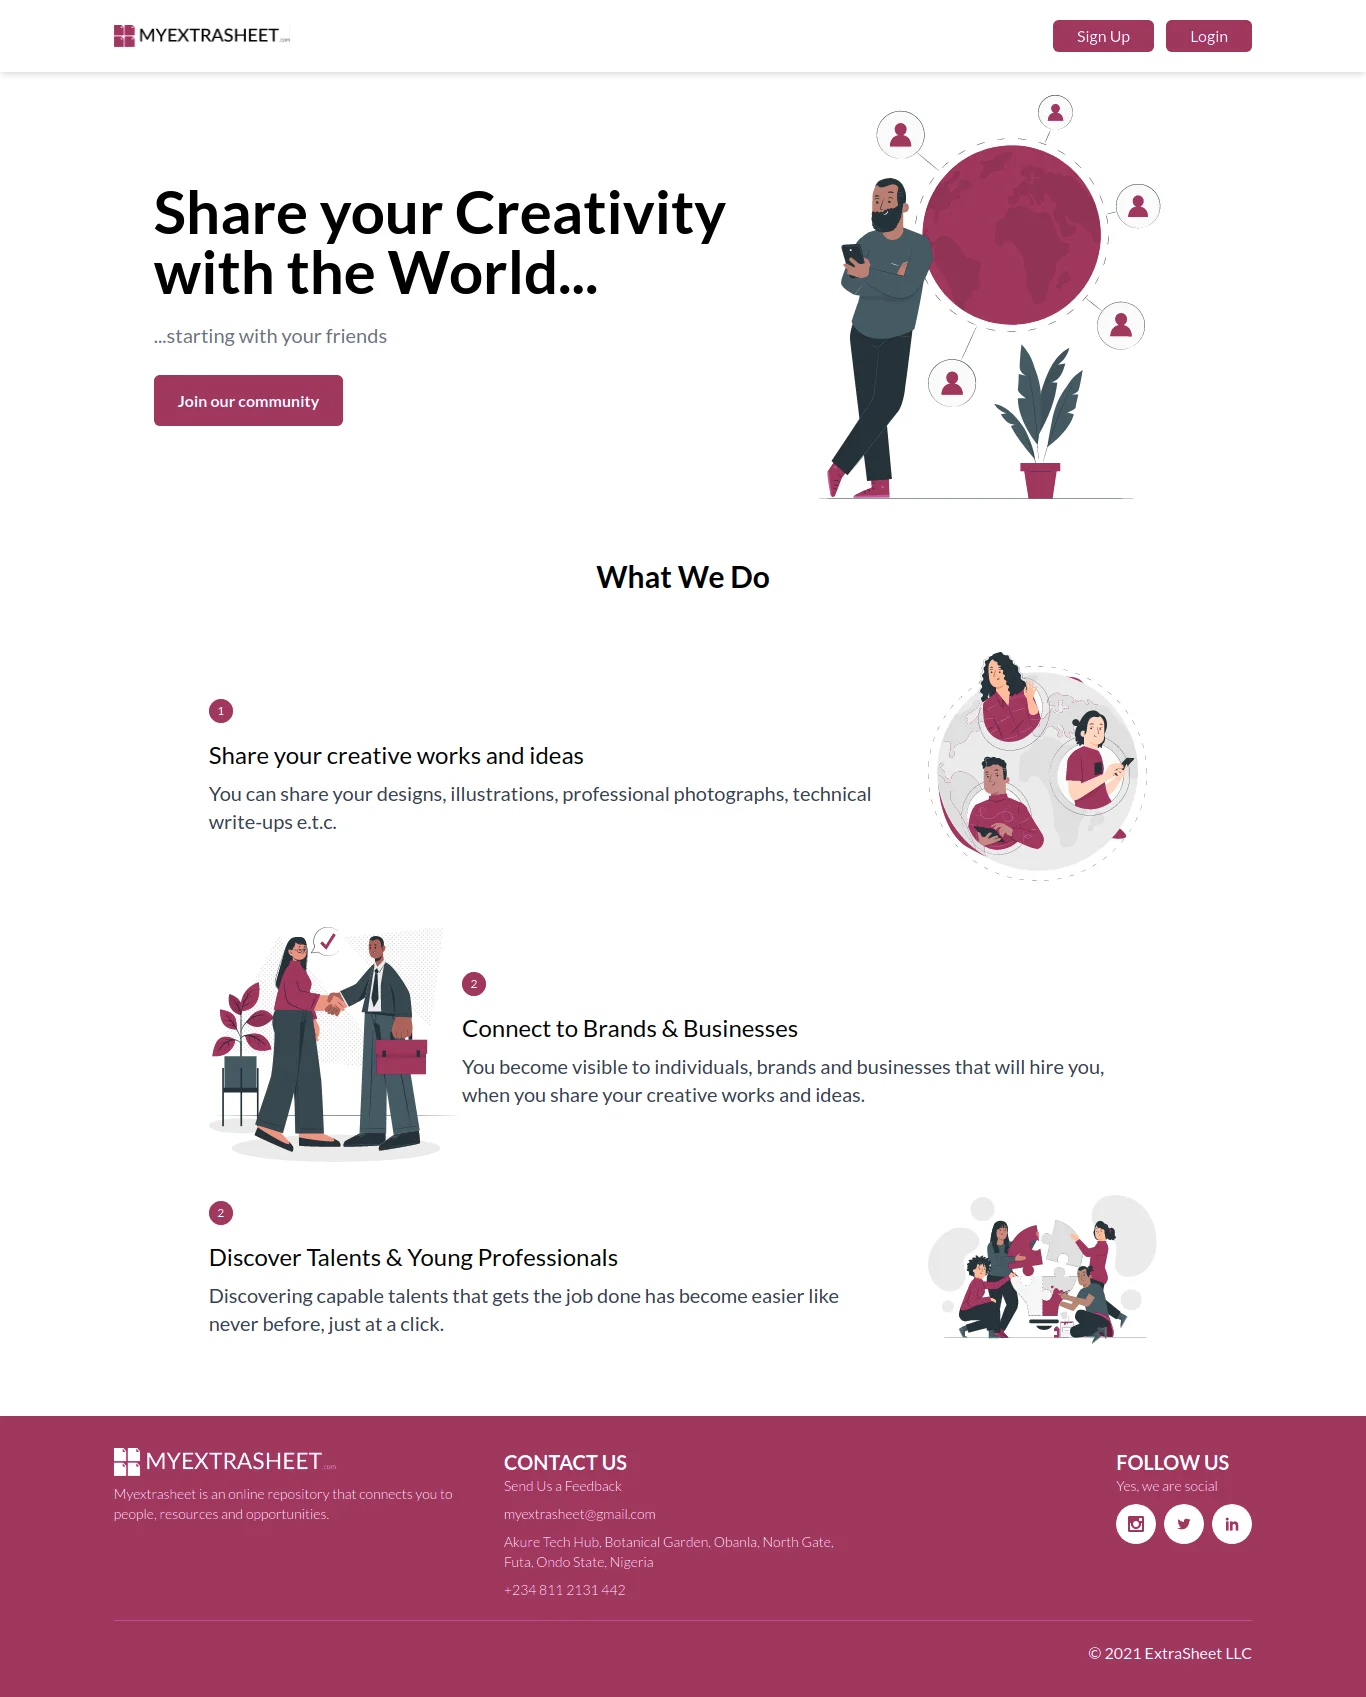 MYEXTRASHEET.com
Sign Up
Login
Share your Creativity
with the World...
...starting with your friends
Join our community
What We Do
1
Share your creative works and ideas
You can share your designs, illustrations, professional photographs, technical
write-ups e.t.c.
2
Connect to Brands & Businesses
You become visible to individuals, brands and businesses that will hire you,
when you share your creative works and ideas.
2
Discover Talents & Young Professionals
Discovering capable talents that gets the job done has become easier like
never before, just at a click.
MYEXTRASHEET.com
Myextrasheet is an online repository that connects you to
people, resources and opportunities.
CONTACT US
Send Us a Feedback
myextrasheet@gmail.com
Akure Tech Hub, Botanical Garden, Obanla, North Gate,
Futa, Ondo State, Nigeria
+234 811 2131 442
FOLLOW US
Yes, we are social
in
© 2021 ExtraSheet LLC